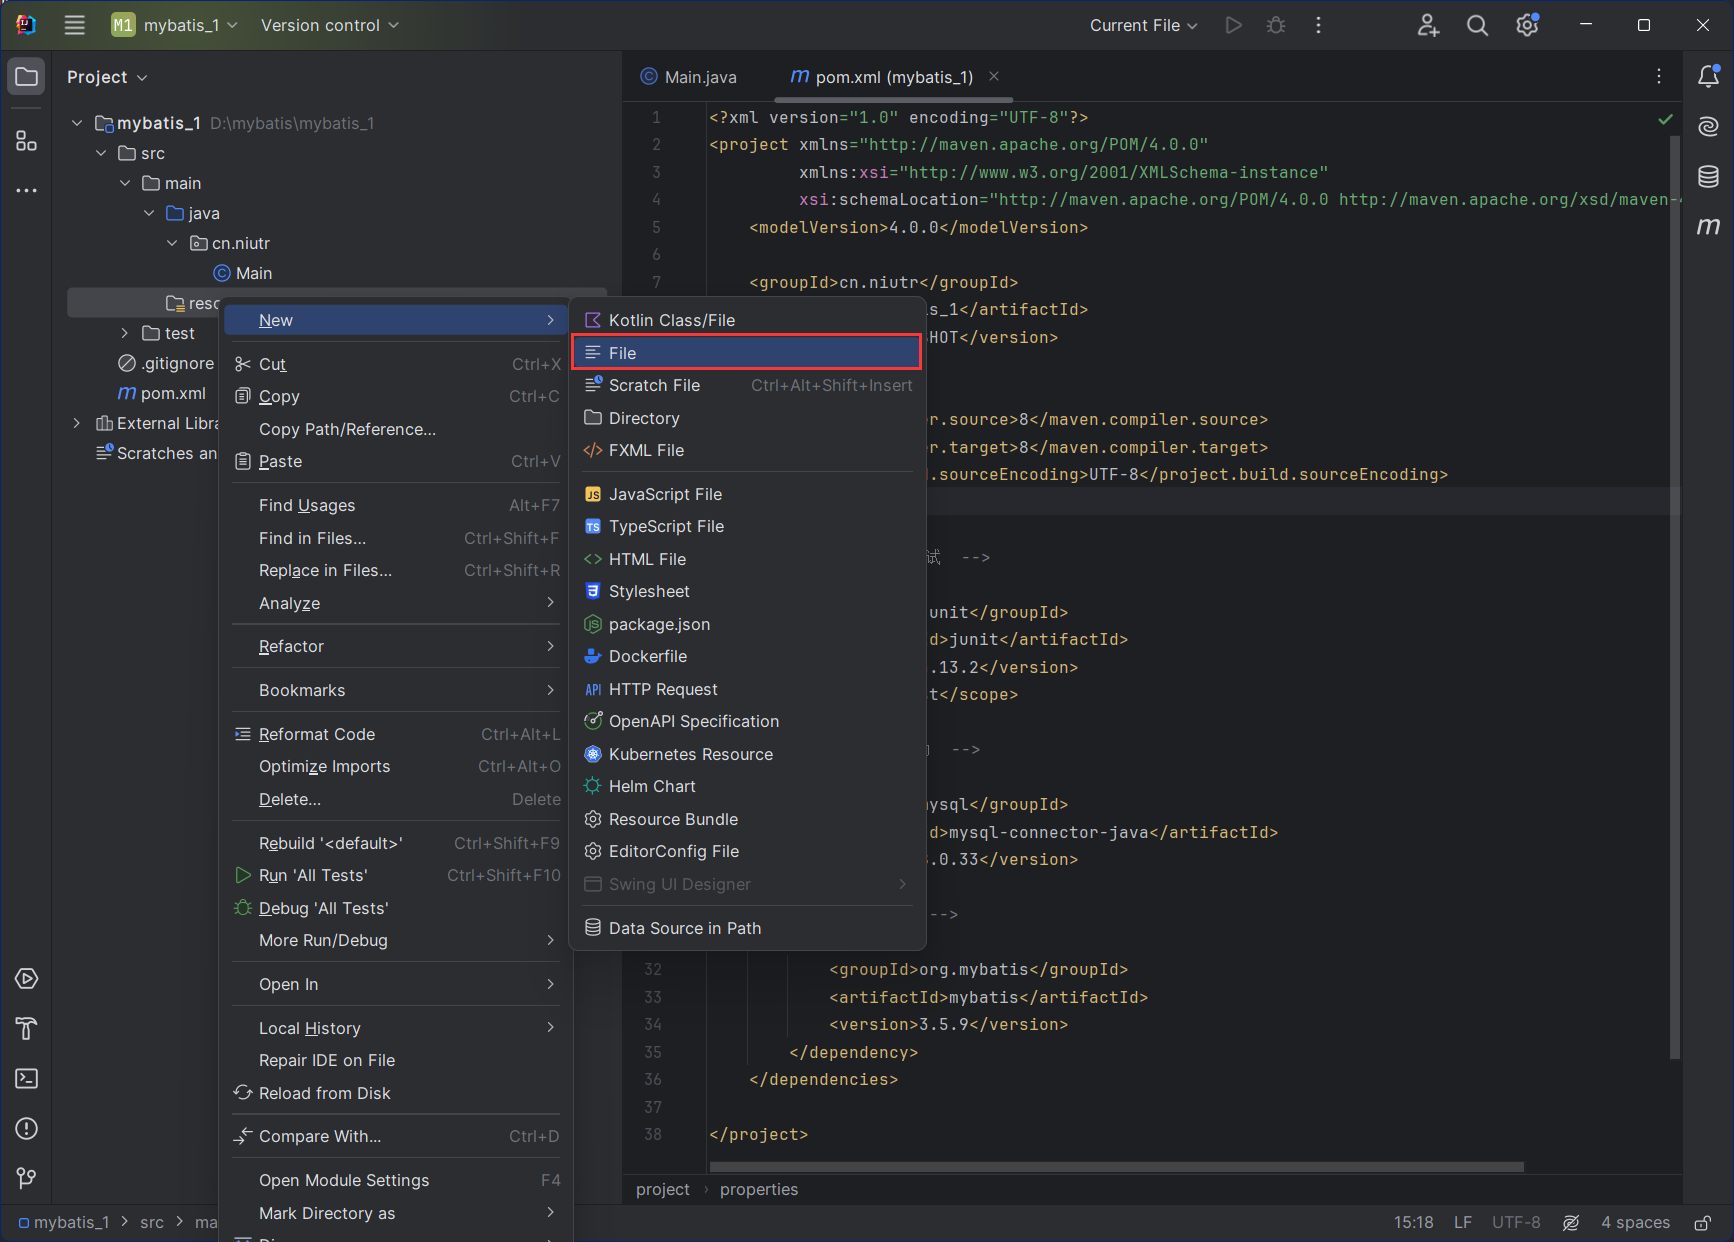 M1 mybatis_1 Version control Current File
Project
Main.java pom.xml (mybatis_1)
mybatis_1 D:\mybatis\mybatis_1
src
main
java
cn.niutr
Main
reso
test
.gitignore
pom.xml
External Libra
Scratches an
New
Cut Ctrl+X
Copy Ctrl+C
Copy Path/Reference...
Paste Ctrl+V
Find Usages Alt+F7
Find in Files... Ctrl+Shift+F
Replace in Files... Ctrl+Shift+R
Analyze
Refactor
Bookmarks
Reformat Code Ctrl+Alt+L
Optimize Imports Ctrl+Alt+O
Delete... Delete
Rebuild '<default>' Ctrl+Shift+F9
Run 'All Tests' Ctrl+Shift+F10
Debug 'All Tests'
More Run/Debug
Open In
Local History
Repair IDE on File
Reload from Disk
Compare With... Ctrl+D
Open Module Settings F4
Mark Directory as
Kotlin Class/File
File
Scratch File Ctrl+Alt+Shift+Insert
Directory
FXML File
JS JavaScript File
TS TypeScript File
HTML File
Stylesheet
package.json
Dockerfile
API HTTP Request
OpenAPI Specification
Kubernetes Resource
Helm Chart
Resource Bundle
EditorConfig File
Swing UI Designer
Data Source in Path
1 <?xml version="1.0" encoding="UTF-8"?>
2 <project xmlns="http://maven.apache.org/POM/4.0.0"
3 xmlns:xsi="http://www.w3.org/2001/XMLSchema-instance"
4 xsi:schemaLocation="http://maven.apache.org/POM/4.0.0 http://maven.apache.org/xsd/maven-4
5 <modelVersion>4.0.0</modelVersion>
6
7 <groupId>cn.niutr</groupId>
s_1</artifactId>
HOT</version>
r.source>8</maven.compiler.source>
r.target>8</maven.compiler.target>
.sourceEncoding>UTF-8</project.build.sourceEncoding>
试 -->
unit</groupId>
d>junit</artifactId>
.13.2</version>
t</scope>
-->
ysql</groupId>
d>mysql-connector-java</artifactId>
.0.33</version>
-->
32 <groupId>org.mybatis</groupId>
33 <artifactId>mybatis</artifactId>
34 <version>3.5.9</version>
35 </dependency>
36 </dependencies>
37
38 </project>
project › properties
mybatis_1 > src > ma
15:18 LF UTF-8 4 spaces